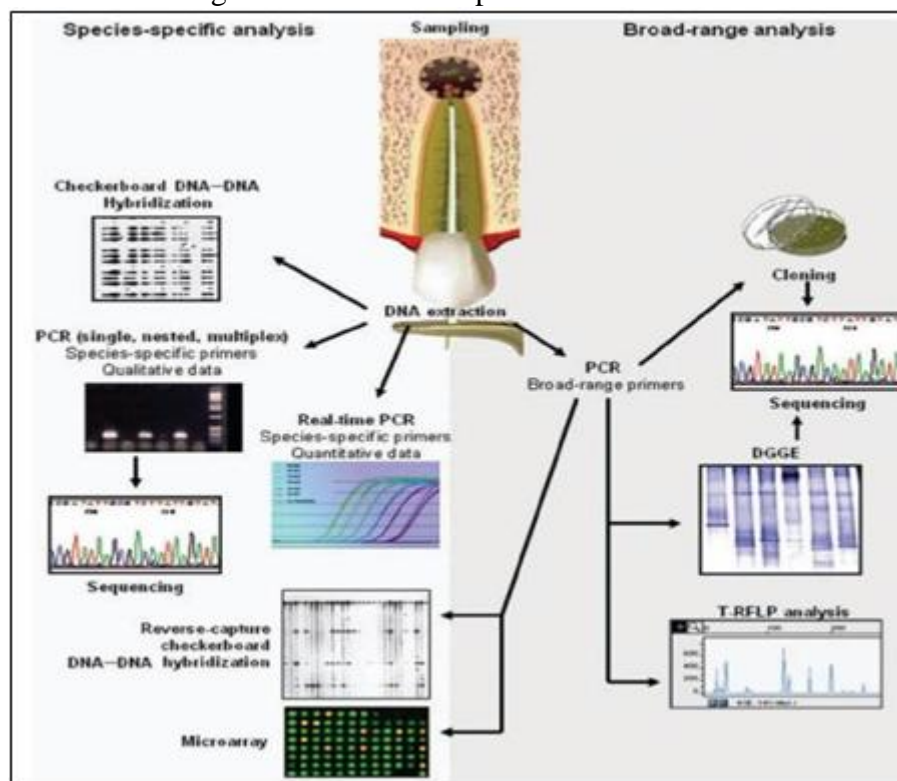 Species-specific analysis
Sampling
Broad-range analysis
Checkerboard DNA–DNA
Hybridization
Cloning
DNA extraction
PCR (single, nested, multiplex)
Species-specific primers
Qualitative data
PCR
Broad-range primers
Sequencing
Real-time PCR
Species-specific primers
Quantitative data
DGGE
Sequencing
T-RFLP analysis
Reverse-capture
checkerboard
DNA–DNA hybridization
Microarray